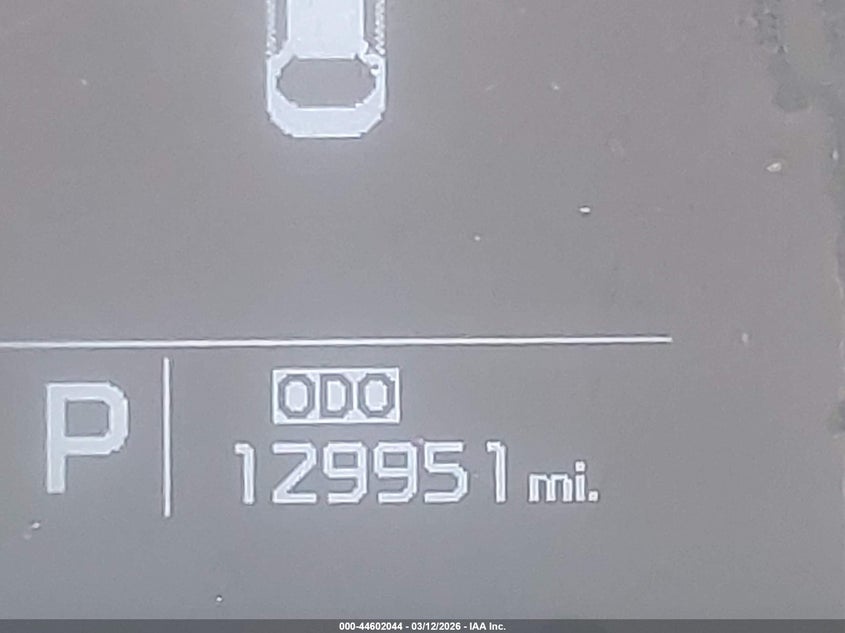 ODO
P
129951 mi.
000-44602044 - 03/12/2026 - IAA Inc.